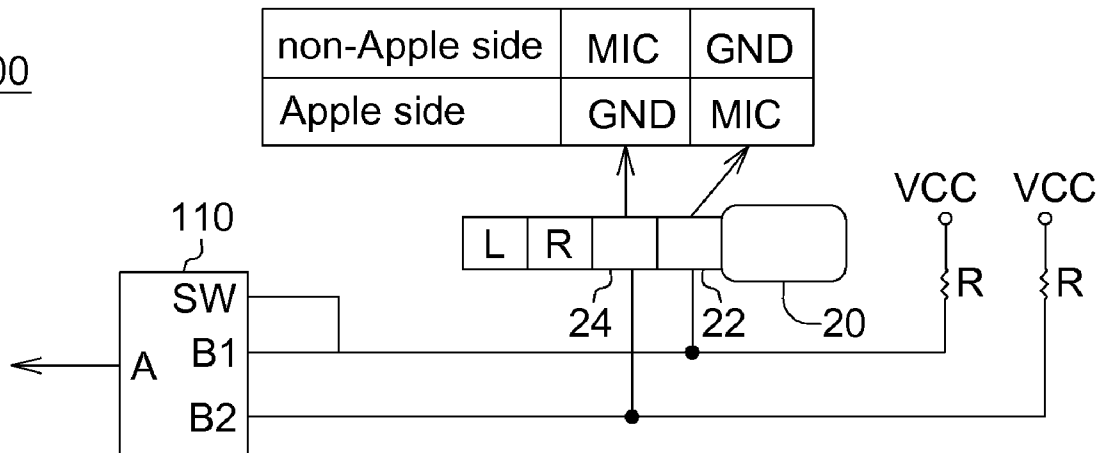 non-Apple side MIC GND
00
Apple side GND MIC
VCC VCC
110
L R
SW
R R
24 22 20
B1
A
B2